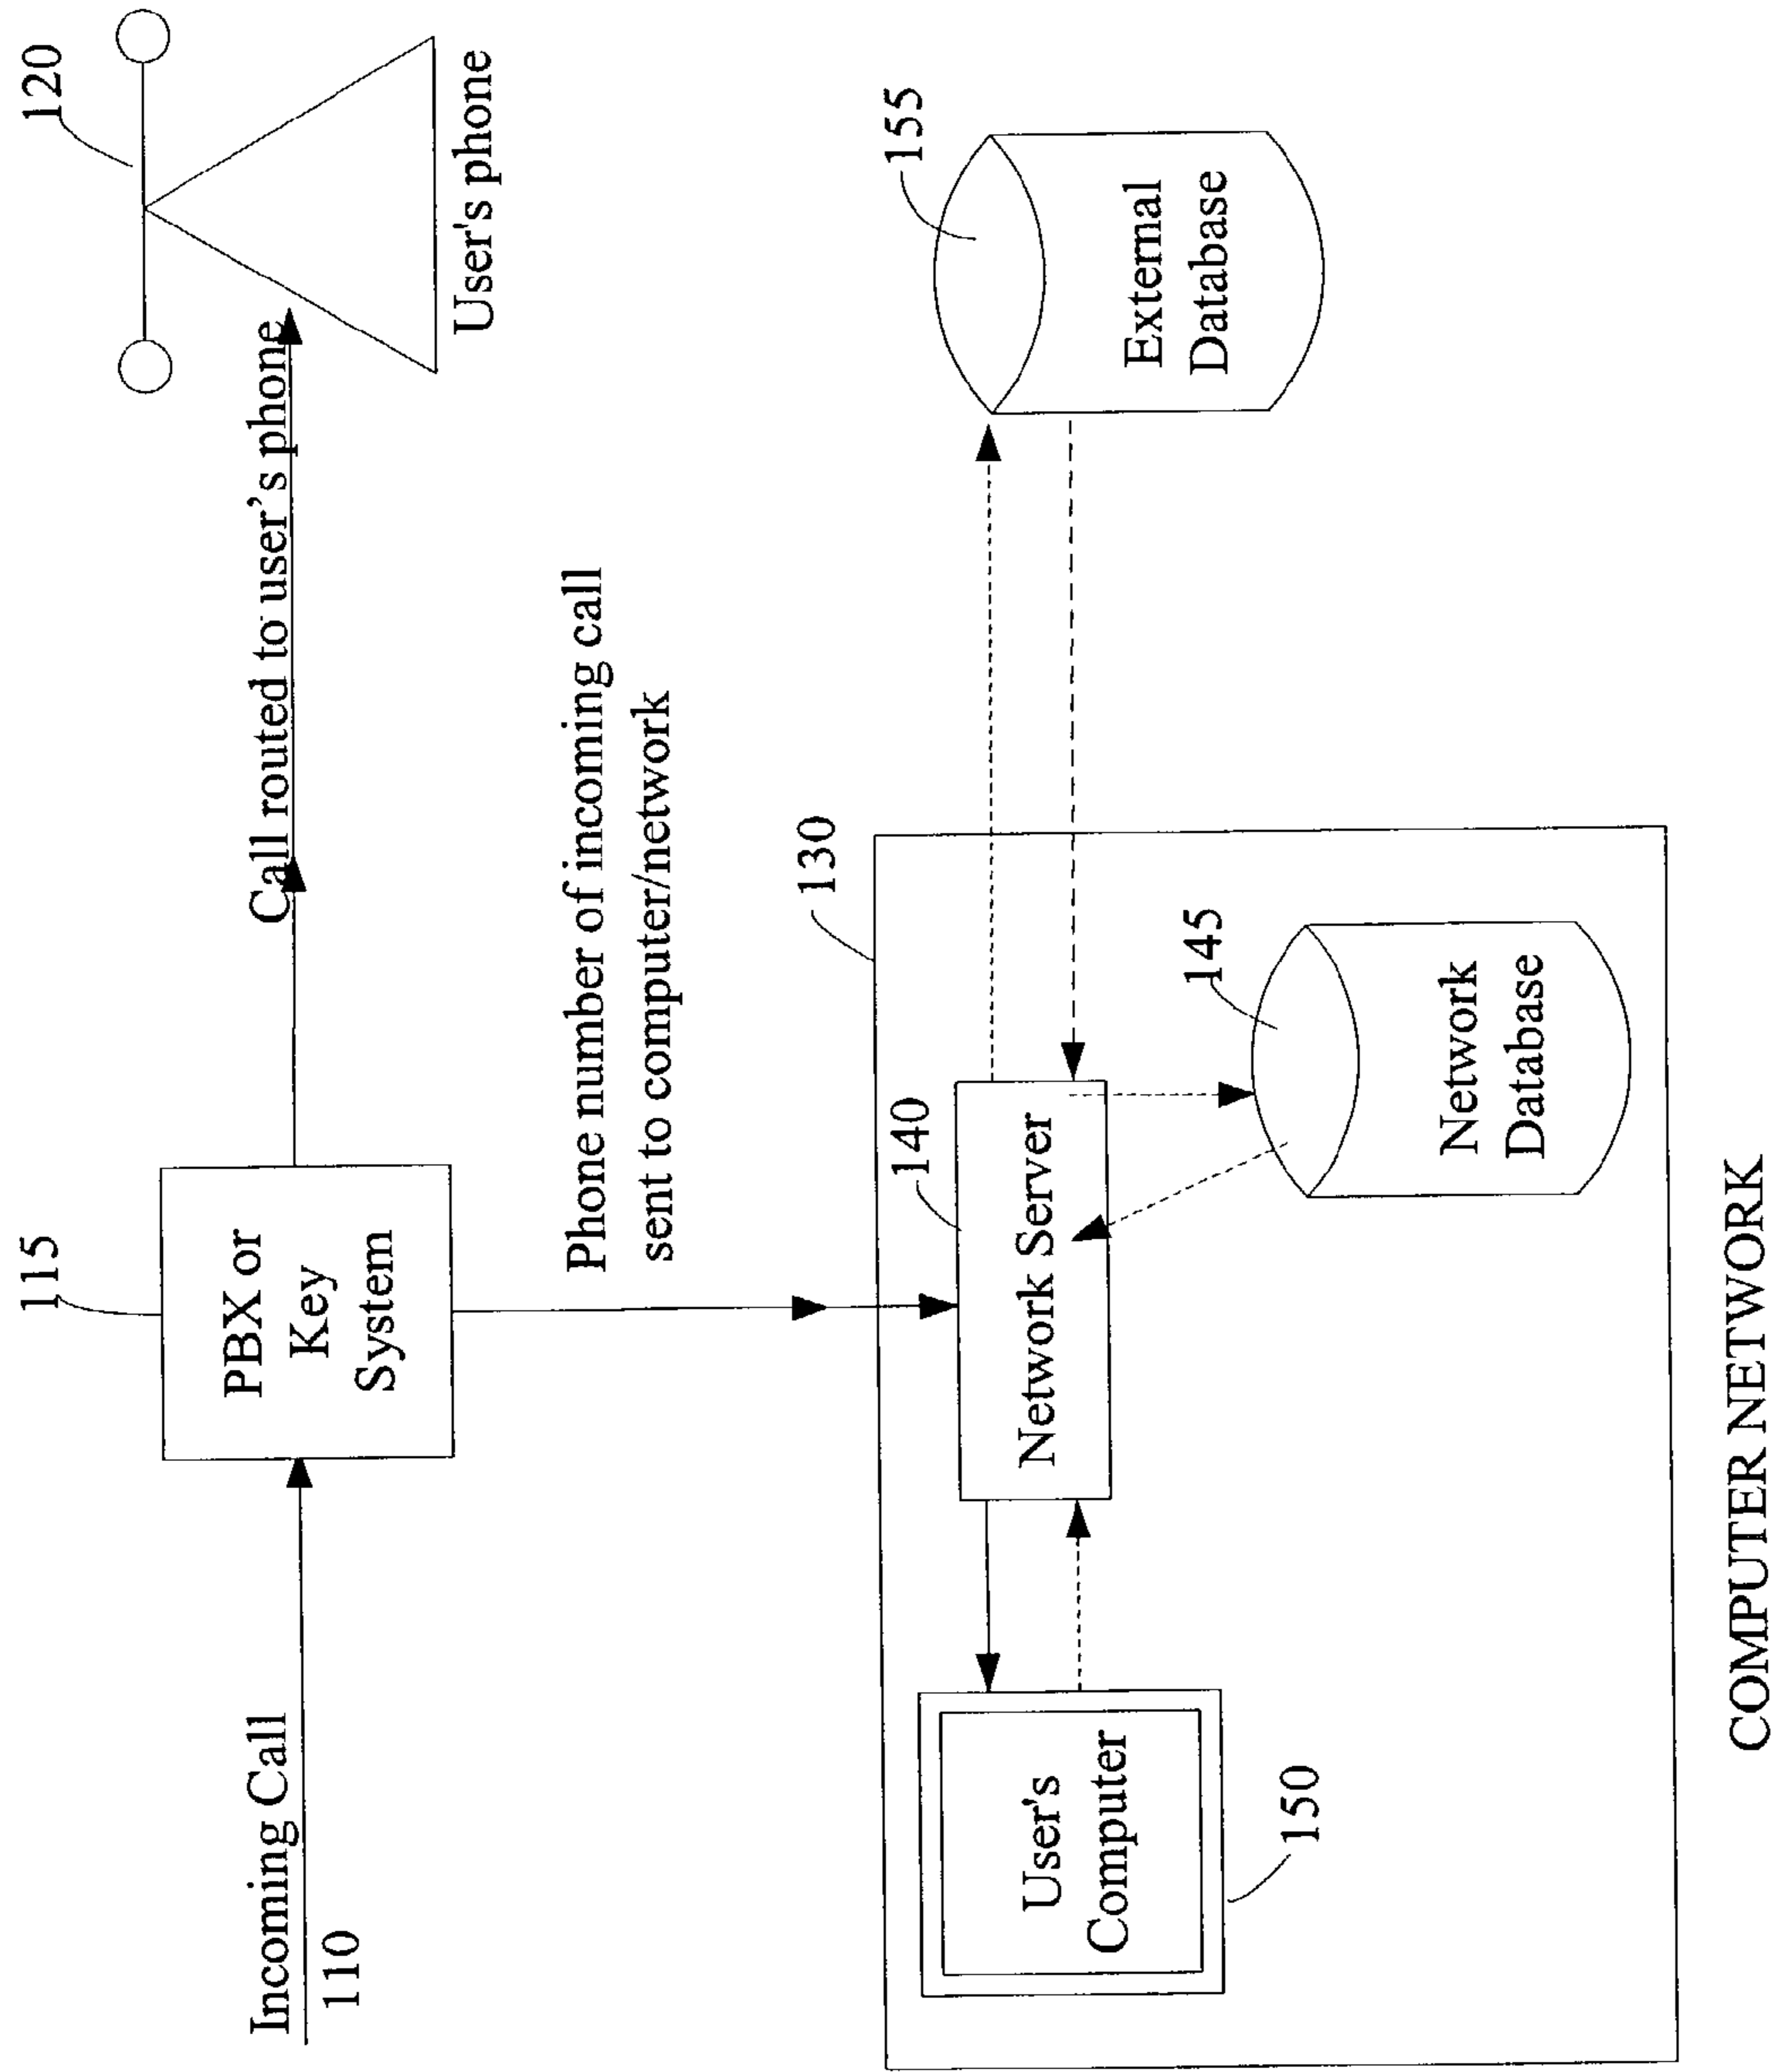 Incoming Call
110
115
PBX or
Key
System
Call routed to user’s phone
120
User's phone
Phone number of incoming call
sent to computer/network
130
140
Network Server
User's
Computer
150
145
Network
Database
155
External
Database
COMPUTER NETWORK